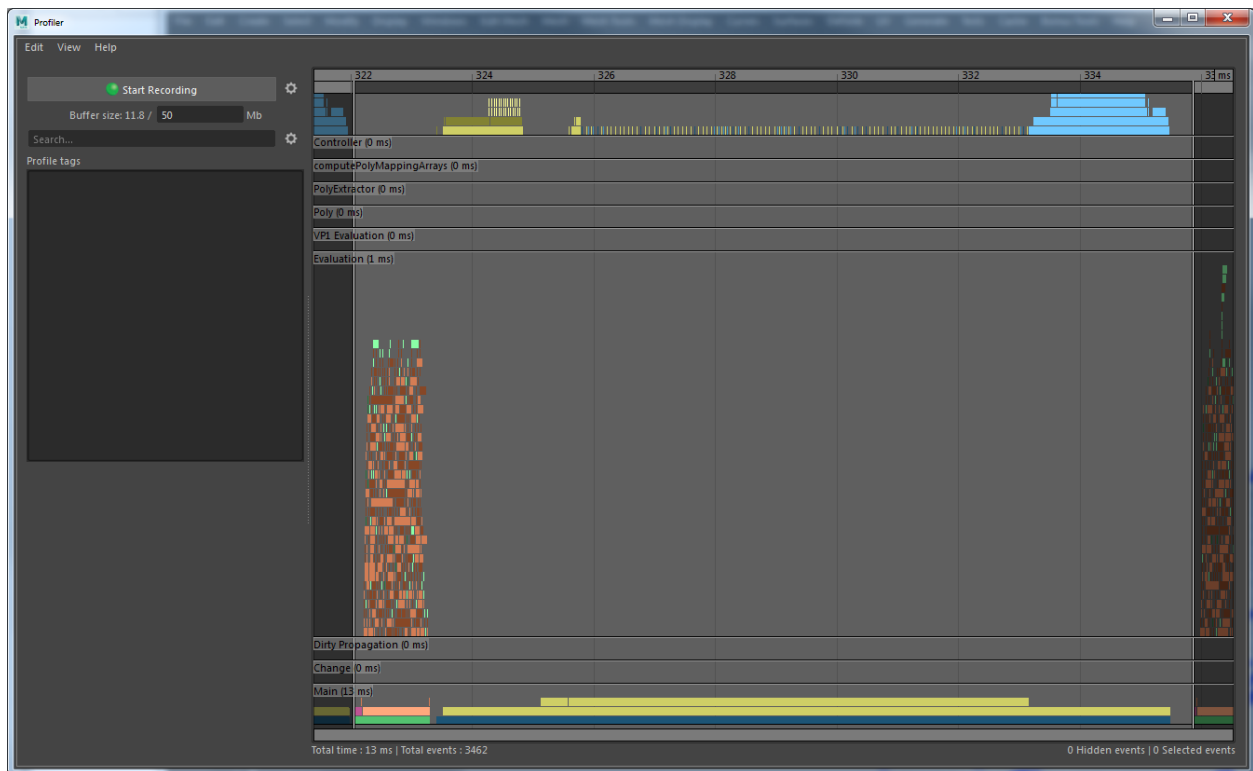 Profiler
Edit View Help
Start Recording
Buffer size: 11.8 / 50 Mb
Search...
Profile tags
322 324 326 328 330 332 334 33 ms
Controller (0 ms)
computePolyMappingArrays (0 ms)
PolyExtractor (0 ms)
Poly (0 ms)
VP1 Evaluation (0 ms)
Evaluation (1 ms)
Dirty Propagation (0 ms)
Change (0 ms)
Main (13 ms)
Total time : 13 ms | Total events : 3462
0 Hidden events | 0 Selected events